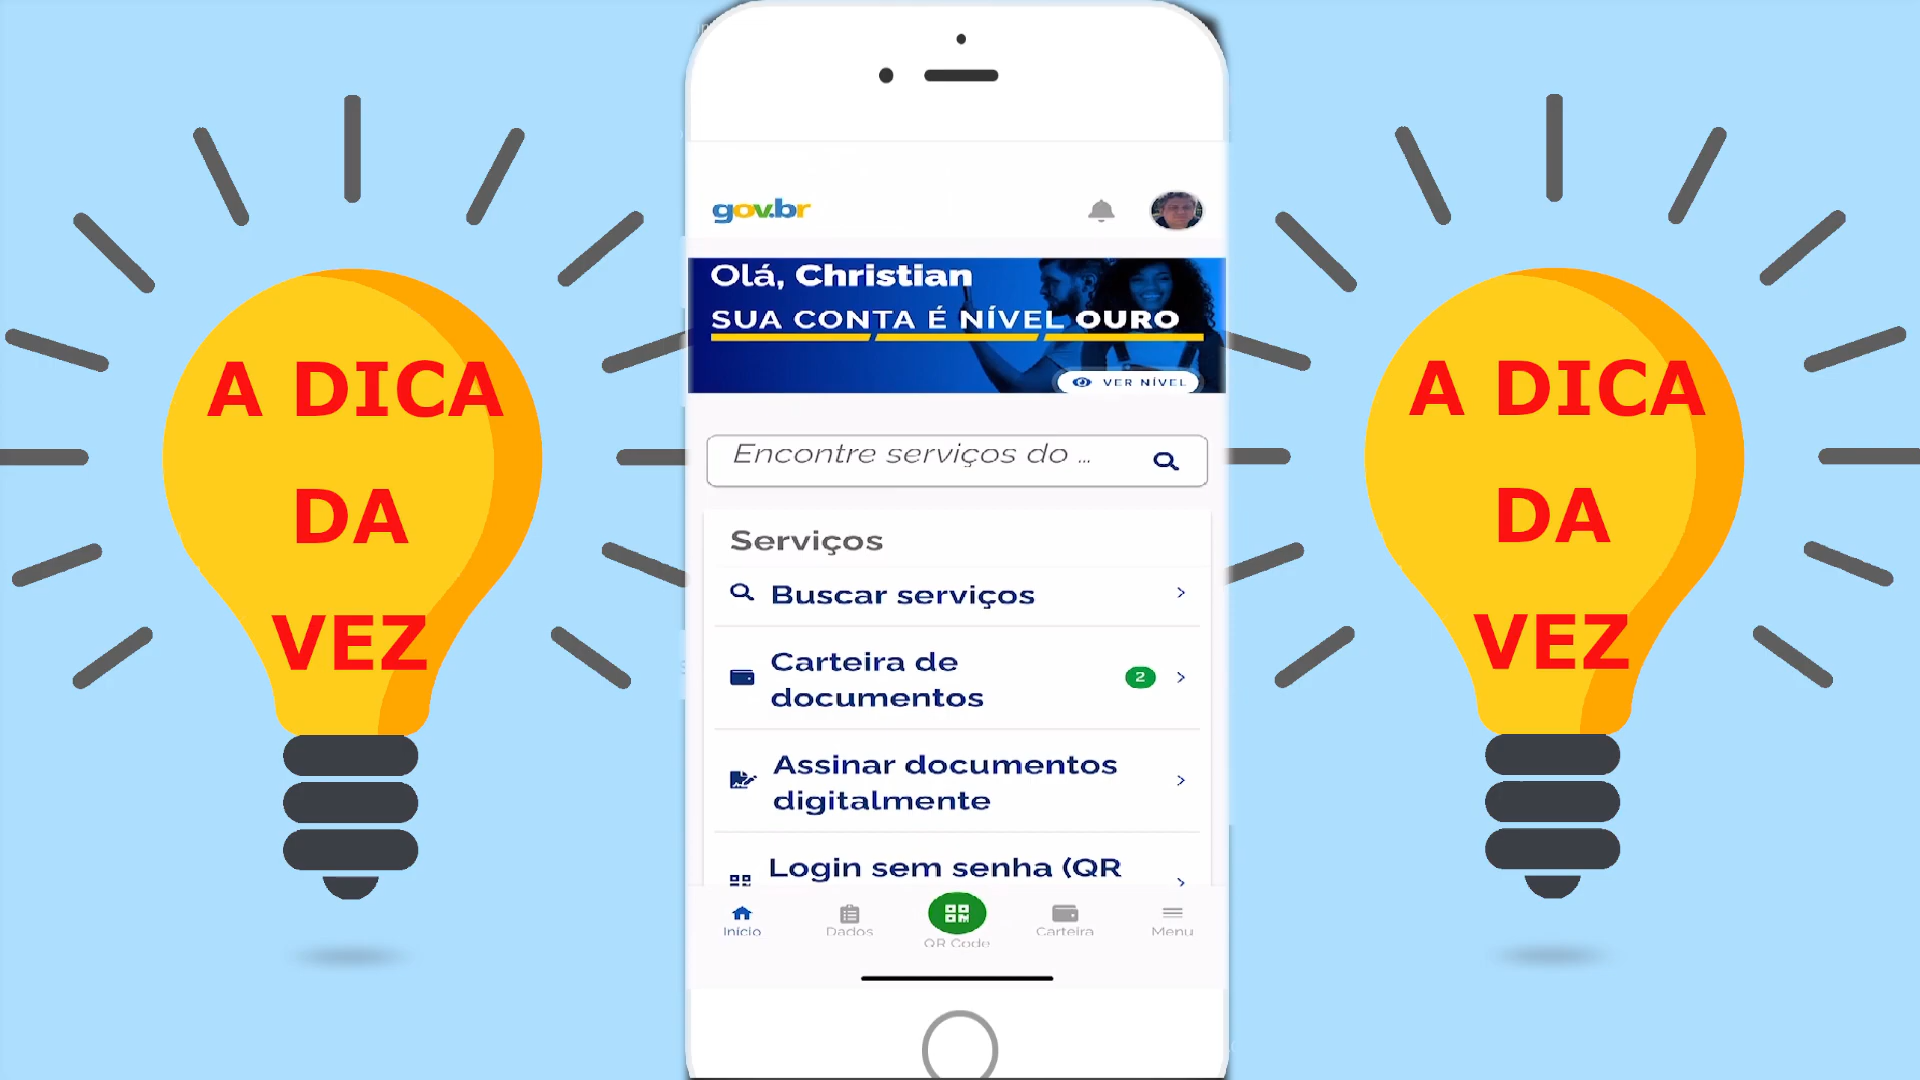 A DICA
DA
VEZ
gov.br
Olá, Christian
SUA CONTA É NÍVEL OURO
VER NÍVEL
Encontre serviços do ...
Serviços
Buscar serviços
Carteira de
documentos
2
Assinar documentos
digitalmente
Login sem senha (QR
Início
Dados
QR Code
Carteira
Menu
A DICA
DA
VEZ